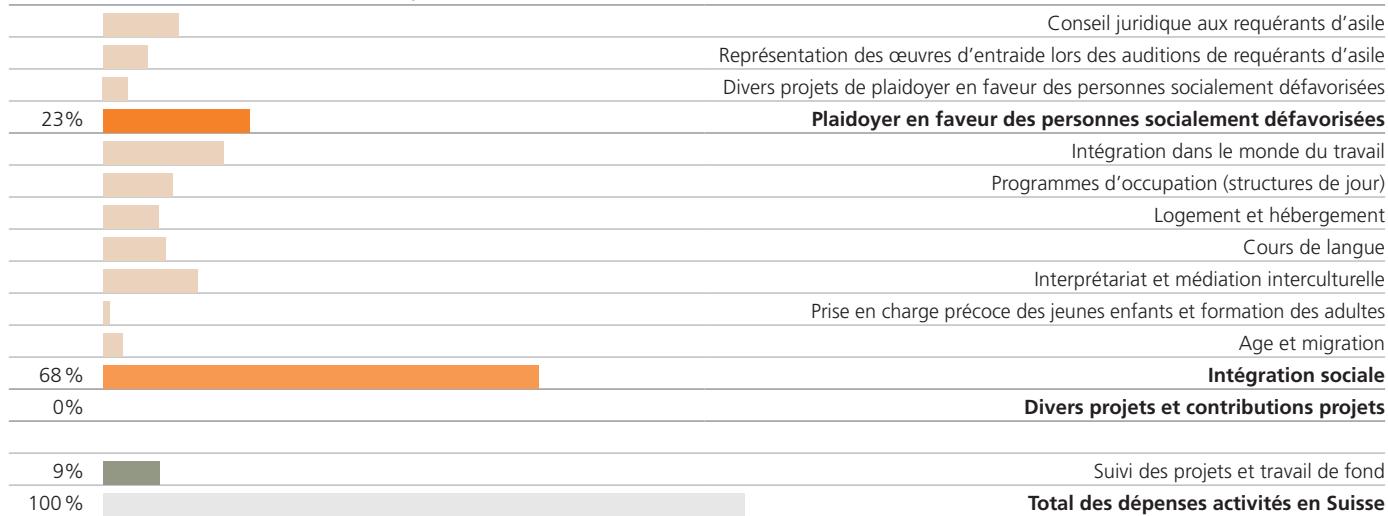 Conseil juridique aux requérants d’asile
Représentation des œuvres d’entraide lors des auditions de requérants d’asile
Divers projets de plaidoyer en faveur des personnes socialement défavorisées
23% Plaidoyer en faveur des personnes socialement défavorisées
Intégration dans le monde du travail
Programmes d’occupation (structures de jour)
Logement et hébergement
Cours de langue
Interprétariat et médiation interculturelle
Prise en charge précoce des jeunes enfants et formation des adultes
Age et migration
68 % Intégration sociale
0% Divers projets et contributions projets
9% Suivi des projets et travail de fond
100 % Total des dépenses activités en Suisse